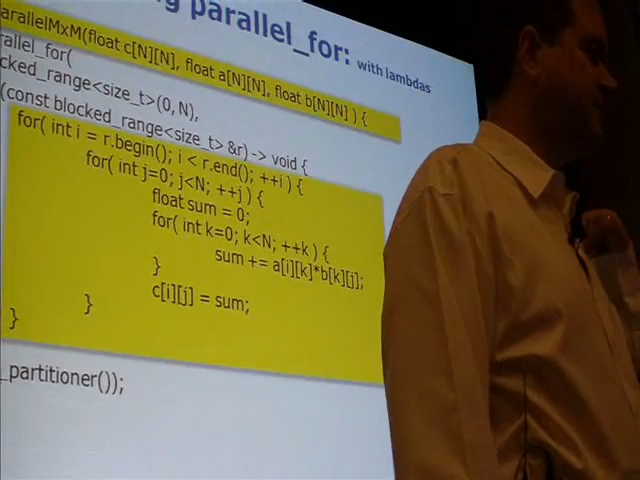 g parallel_for: with lambdas
arallelMxM(float c[N][N], float a[N][N], float b[N][N] ) {
rallel_for(
cked_range<size_t>(0, N),
(const blocked_range<size_t> &r) -> void {
for( int i = r.begin(); i < r.end(); ++i ) {
for( int j=0; j<N; ++j ) {
float sum = 0;
for( int k=0; k<N; ++k ) {
sum += a[i][k]*b[k][j];
}
c[i][j] = sum;
}
}
_partitioner());